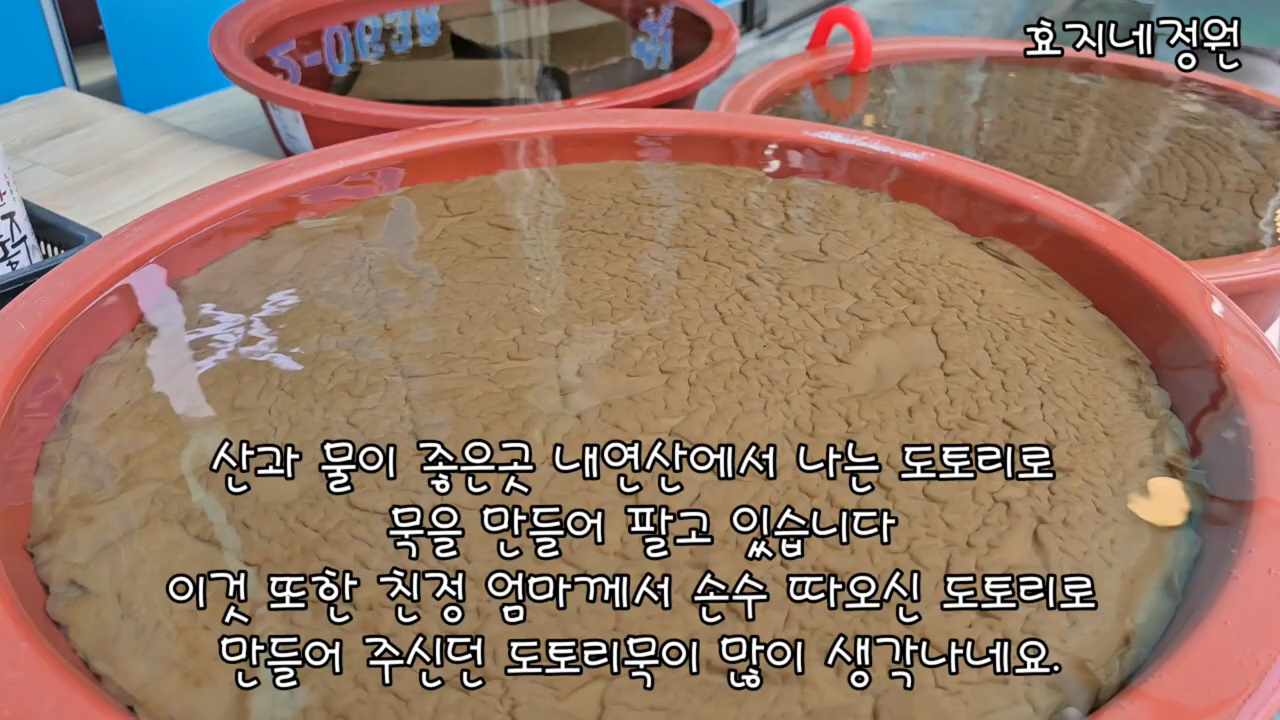 효지네정원
산과 물이 좋은곳 내연산에서 나는 도토리로
묵을 만들어 팔고 있습니다
이것 또한 친정 엄마께서 손수 따오신 도토리로
만들어 주신던 도토리묵이 많이 생각나네요.